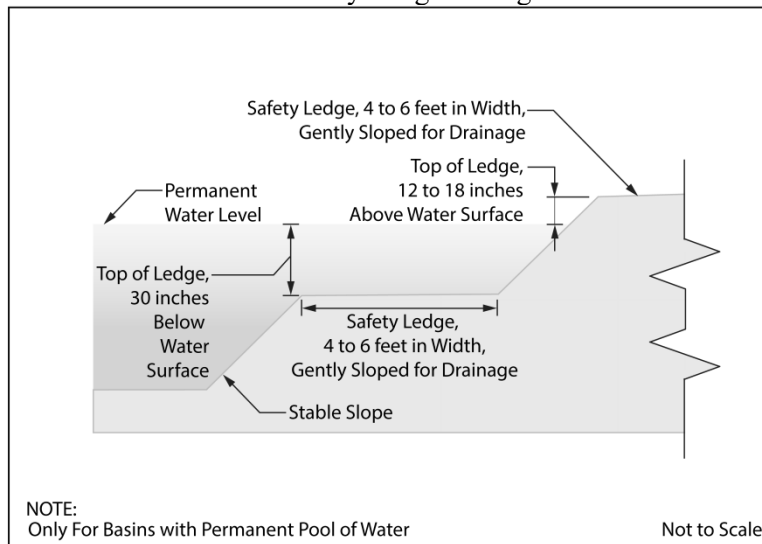 Safety Ledge, 4 to 6 feet in Width,
Gently Sloped for Drainage
Top of Ledge,
12 to 18 inches
Above Water Surface
Permanent
Water Level
Top of Ledge,
30 inches
Below
Water
Surface
Safety Ledge,
4 to 6 feet in Width,
Gently Sloped for Drainage
Stable Slope
NOTE:
Only For Basins with Permanent Pool of Water
Not to Scale